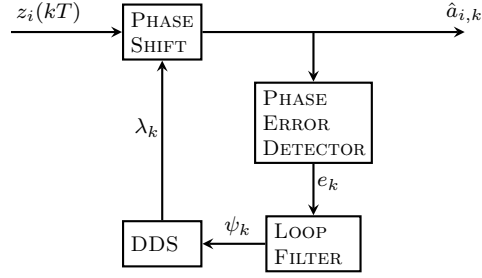 z_i(kT)
PHASE
SHIFT
â_{i,k}
PHASE
ERROR
DETECTOR
λ_k
e_k
ψ_k
DDS
LOOP
FILTER